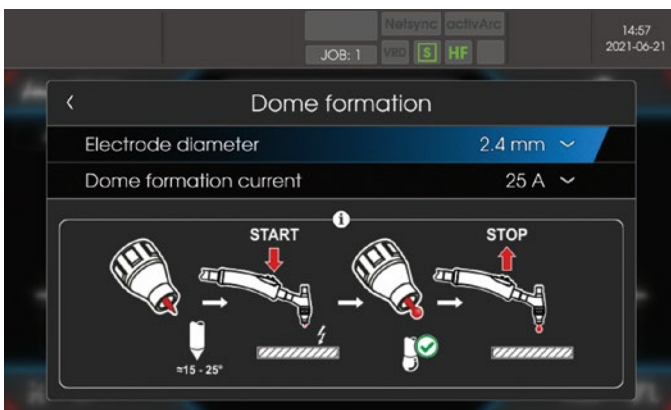 Netsync activArc
JOB: 1 VRD S HF
14:57
2021-06-21
Dome formation
Electrode diameter 2.4 mm
Dome formation current 25 A
i
START STOP
≈15 - 25°